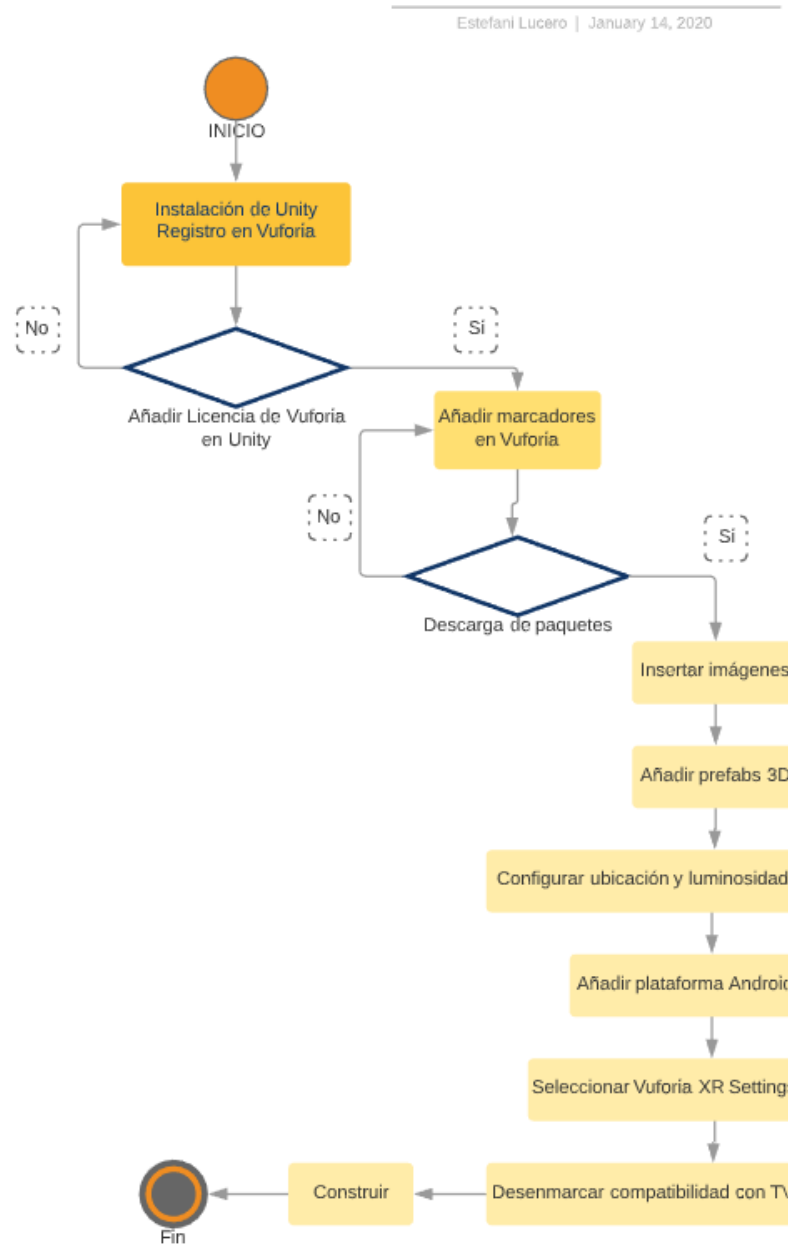 Estefani Lucero | January 14, 2020
INICIO
Instalación de Unity
Registro en Vuforia
No
Sí
Añadir Licencia de Vuforia
en Unity
Añadir marcadores
en Vuforia
No
Sí
Descarga de paquetes
Insertar imágenes
Añadir prefabs 3D
Configurar ubicación y luminosidad
Añadir plataforma Android
Seleccionar Vuforia XR Settings
Desenmarcar compatibilidad con TV
Construir
Fin